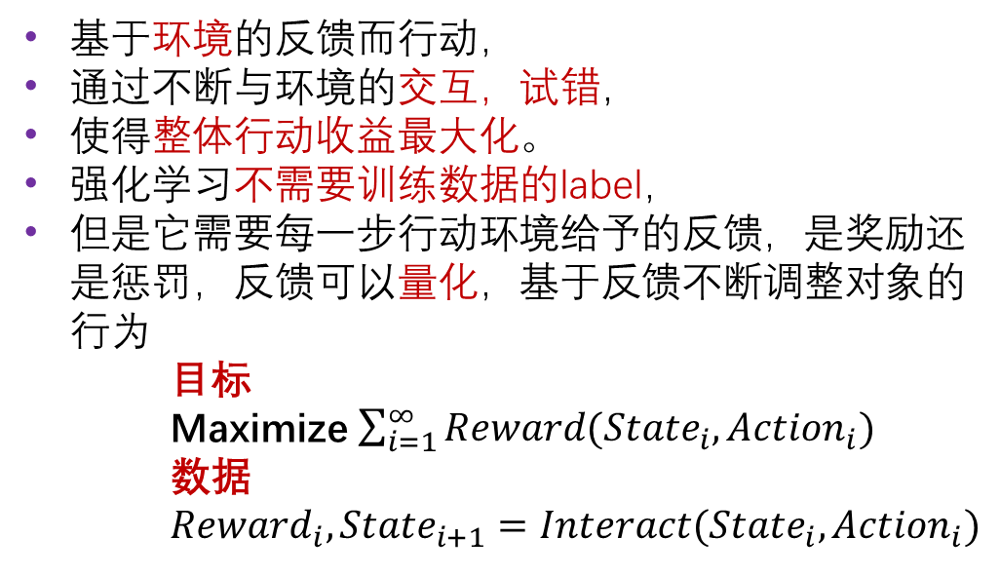 • 基于环境的反馈而行动,
• 通过不断与环境的交互，试错,
• 使得整体行动收益最大化。
• 强化学习不需要训练数据的label,
• 但是它需要每一步行动环境给予的反馈，是奖励还
是惩罚，反馈可以量化，基于反馈不断调整对象的
行为
目标
Maximize ∑_{i=1}^{∞} Reward(State_i, Action_i)
数据
Reward_i, State_{i+1} = Interact(State_i, Action_i)